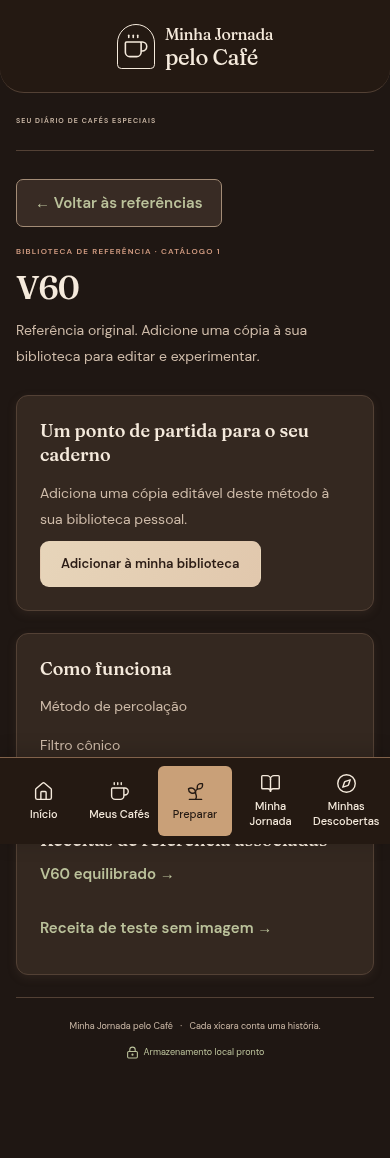 Minha Jornada
pelo Café
SEU DIÁRIO DE CAFÉS ESPECIAIS
← Voltar às referências
BIBLIOTECA DE REFERÊNCIA · CATÁLOGO 1
V60
Referência original. Adicione uma cópia à sua
biblioteca para editar e experimentar.
Um ponto de partida para o seu
caderno
Adiciona uma cópia editável deste método à
sua biblioteca pessoal.
Adicionar à minha biblioteca
Como funciona
Método de percolação
Filtro cônico
Início
Meus Cafés
Preparar
Minha
Jornada
Minhas
Descobertas
Receitas de referência associadas
V60 equilibrado →
Receita de teste sem imagem →
Minha Jornada pelo Café · Cada xícara conta uma história.
Armazenamento local pronto